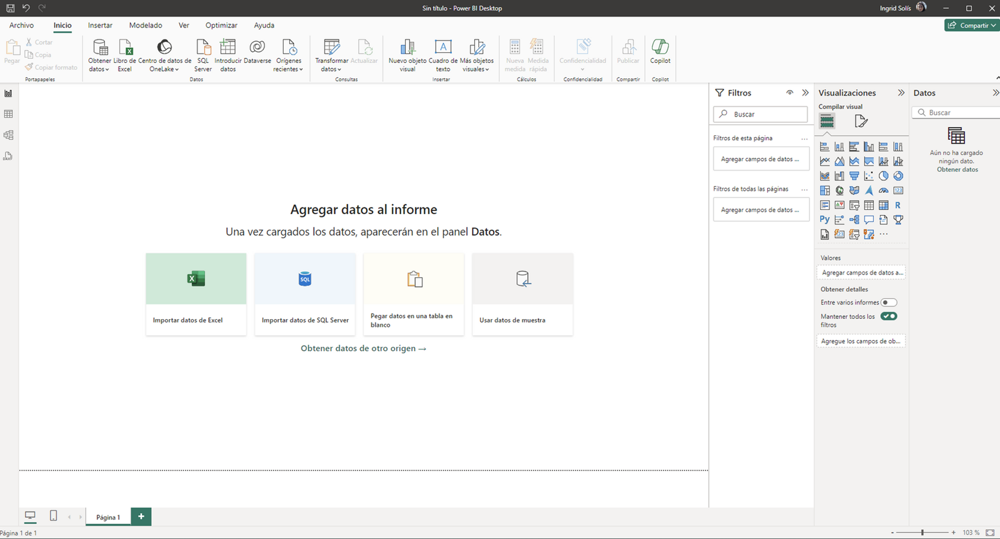 Sin título - Power BI Desktop
Ingrid Solís
Archivo
Inicio
Insertar
Modelado
Ver
Optimizar
Ayuda
Compartir
Pegar
Cortar
Copia
Copiar formato
Portapapeles
Obtener
datos
Libro de
Excel
Centro de datos de
OneLake
SQL
Server
Introducir
datos
Dataverse
Orígenes
recientes
Datos
Transformar
datos
Actualizar
Consultas
Nuevo objeto
visual
A
Cuadro de
texto
Más objetos
visuales
Insertar
Nueva
medida
Medida
rápida
Cálculos
Confidencialidad
Confidencialidad
Publicar
Compartir
Copilot
Copilot
DAX
Agregar datos al informe
Una vez cargados los datos, aparecerán en el panel Datos.
X
SQL
Importar datos de Excel
Importar datos de SQL Server
Pegar datos en una tabla en
blanco
Usar datos de muestra
Obtener datos de otro origen →
Filtros
Buscar
Filtros de esta página
...
Agregar campos de datos ...
Filtros de todas las páginas
...
Agregar campos de datos ...
Visualizaciones
Compilar visual
123
R
Py
123
...
Valores
Agregar campos de datos a...
Obtener detalles
Entre varios informes
Mantener todos los
filtros
Agregue los campos de ob...
Datos
Buscar
Aún no ha cargado
ningún dato.
Obtener datos
Página 1
+
Página 1 de 1
-
+
103 %